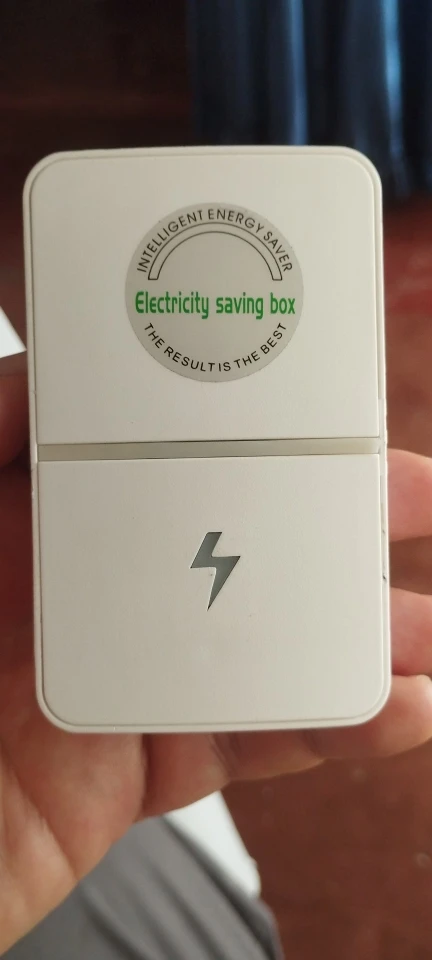 INTELLIGENT ENERGY SAVER
Electricity saving box
THE RESULT IS THE BEST